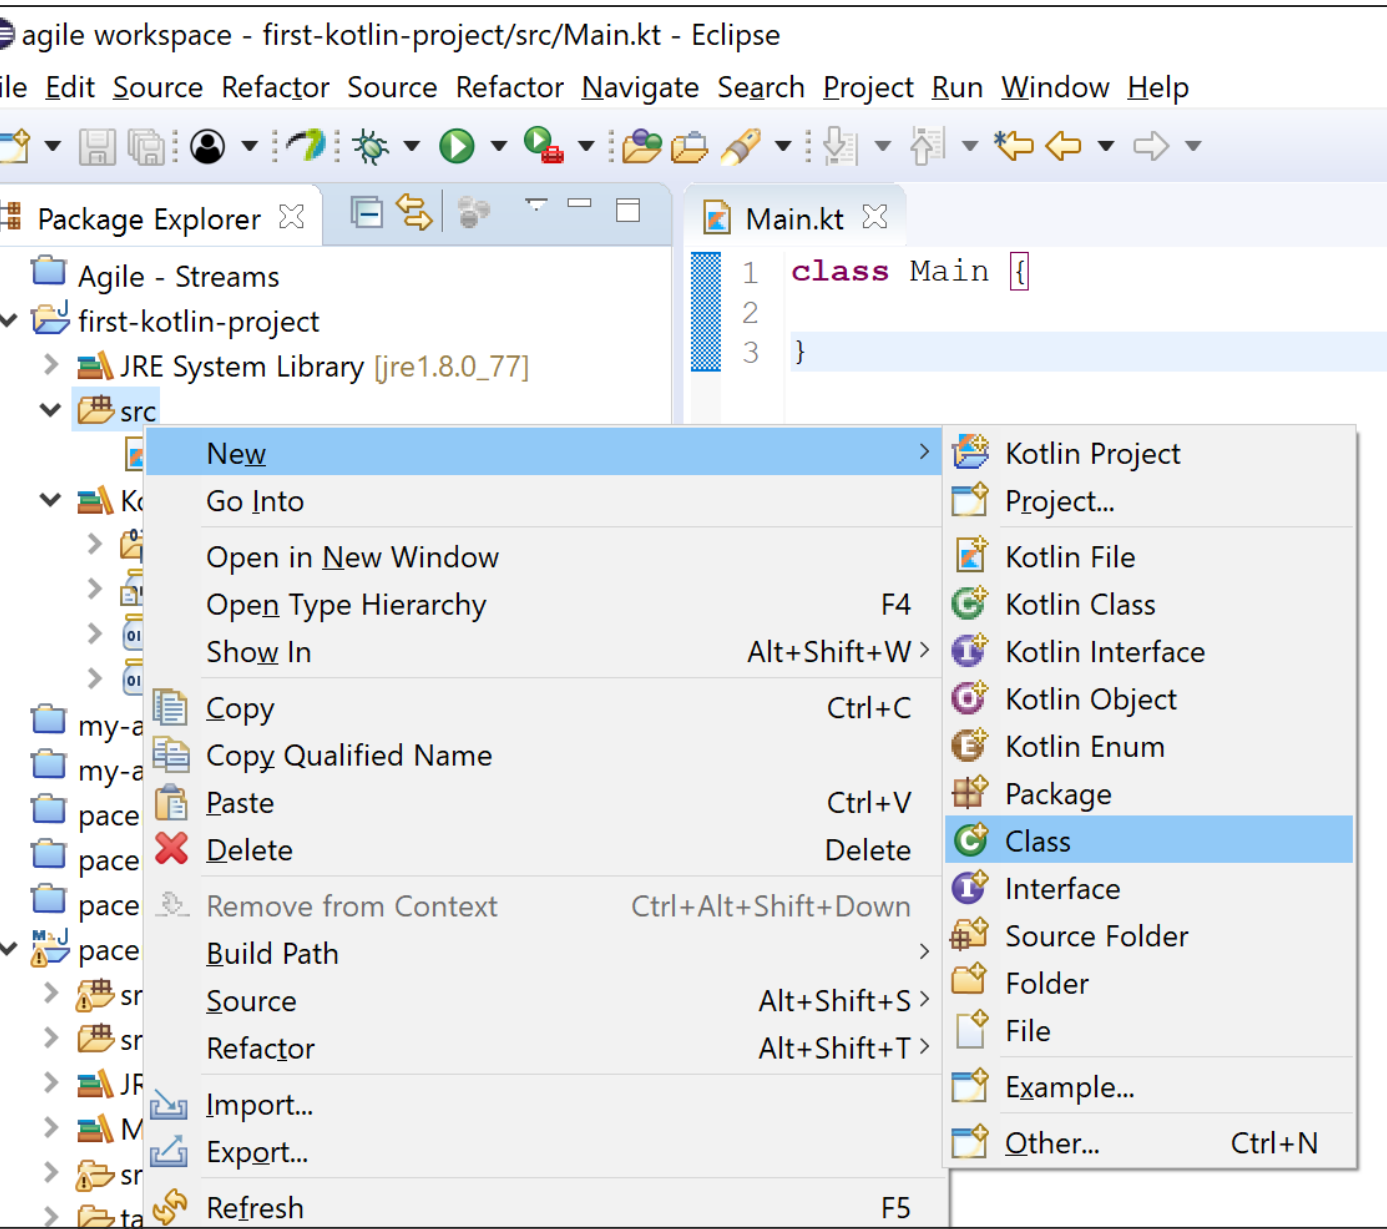 agile workspace - first-kotlin-project/src/Main.kt - Eclipse
ile Edit Source Refactor Source Refactor Navigate Search Project Run Window Help
Package Explorer
Main.kt
Agile - Streams
first-kotlin-project
JRE System Library [jre1.8.0_77]
src
Ko
my-a
my-a
pace
pace
pace
pace
sr
sr
JR
M
sr
ta
1 class Main {
2
3 }
New
Go Into
Open in New Window
Open Type Hierarchy F4
Show In Alt+Shift+W
Copy Ctrl+C
Copy Qualified Name
Paste Ctrl+V
Delete Delete
Remove from Context Ctrl+Alt+Shift+Down
Build Path
Source Alt+Shift+S
Refactor Alt+Shift+T
Import...
Export...
Refresh F5
Kotlin Project
Project...
Kotlin File
Kotlin Class
Kotlin Interface
Kotlin Object
Kotlin Enum
Package
Class
Interface
Source Folder
Folder
File
Example...
Other... Ctrl+N